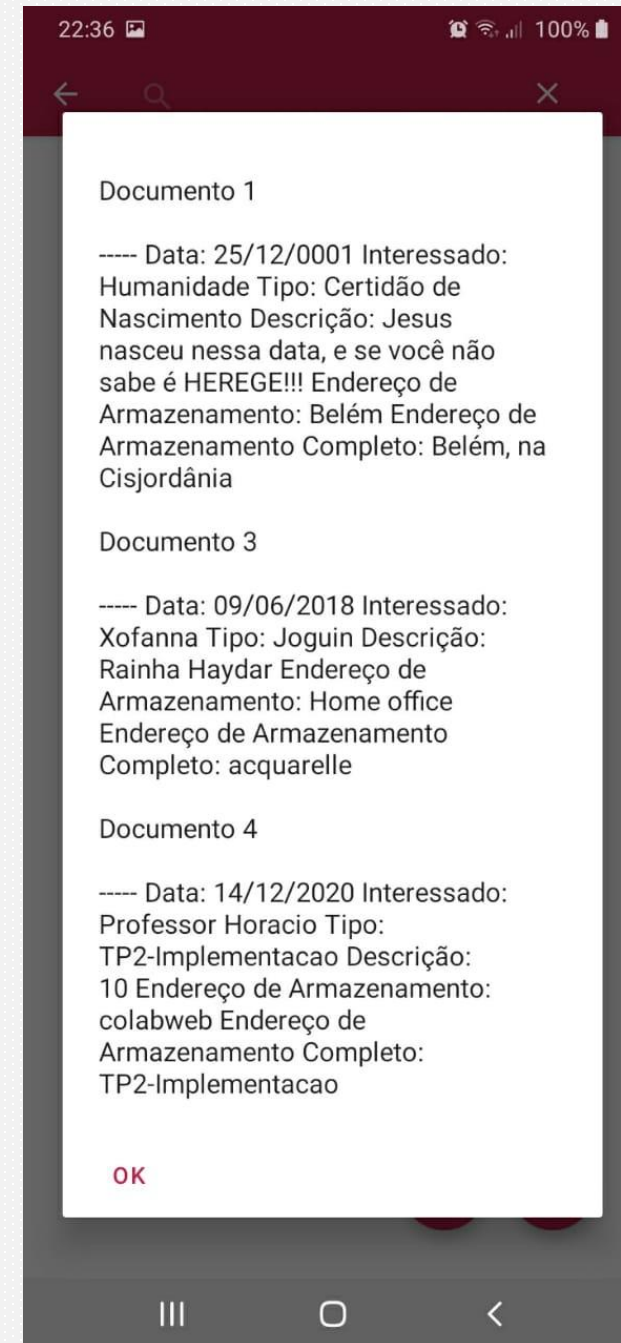 22:36 100%
Documento 1
----- Data: 25/12/0001 Interessado:
Humanidade Tipo: Certidão de
Nascimento Descrição: Jesus
nasceu nessa data, e se você não
sabe é HEREGE!!! Endereço de
Armazenamento: Belém Endereço de
Armazenamento Completo: Belém, na
Cisjordânia
Documento 3
----- Data: 09/06/2018 Interessado:
Xofanna Tipo: Joguin Descrição:
Rainha Haydar Endereço de
Armazenamento: Home office
Endereço de Armazenamento
Completo: acquarelle
Documento 4
----- Data: 14/12/2020 Interessado:
Professor Horacio Tipo:
TP2-Implementacao Descrição:
10 Endereço de Armazenamento:
colabweb Endereço de
Armazenamento Completo:
TP2-Implementacao
OK